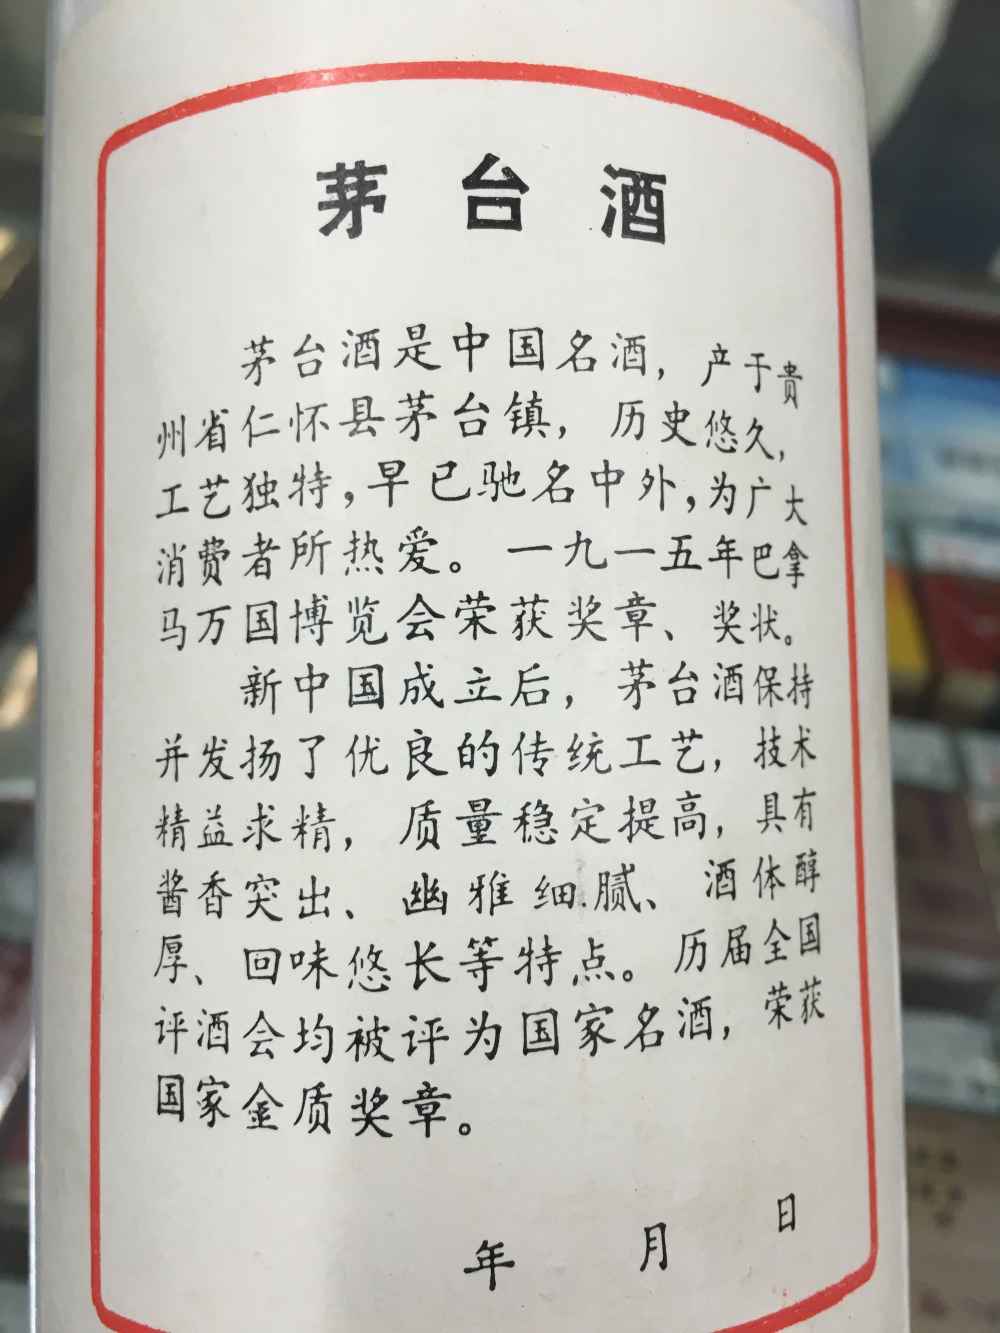 茅台酒
茅台酒是中国名酒，产于贵
州省仁怀县茅台镇，历史悠久，
工艺独特，早已驰名中外，为广大
消费者所热爱。一九一五年巴拿
马万国博览会荣获奖章、奖状。
新中国成立后，茅台酒保持
并发扬了优良的传统工艺，技术
精益求精，质量稳定提高，具有
酱香突出、幽雅细腻、酒体醇
厚、回味悠长等特点。历届全国
评酒会均被评为国家名酒，荣获
国家金质奖章。
年 月 日